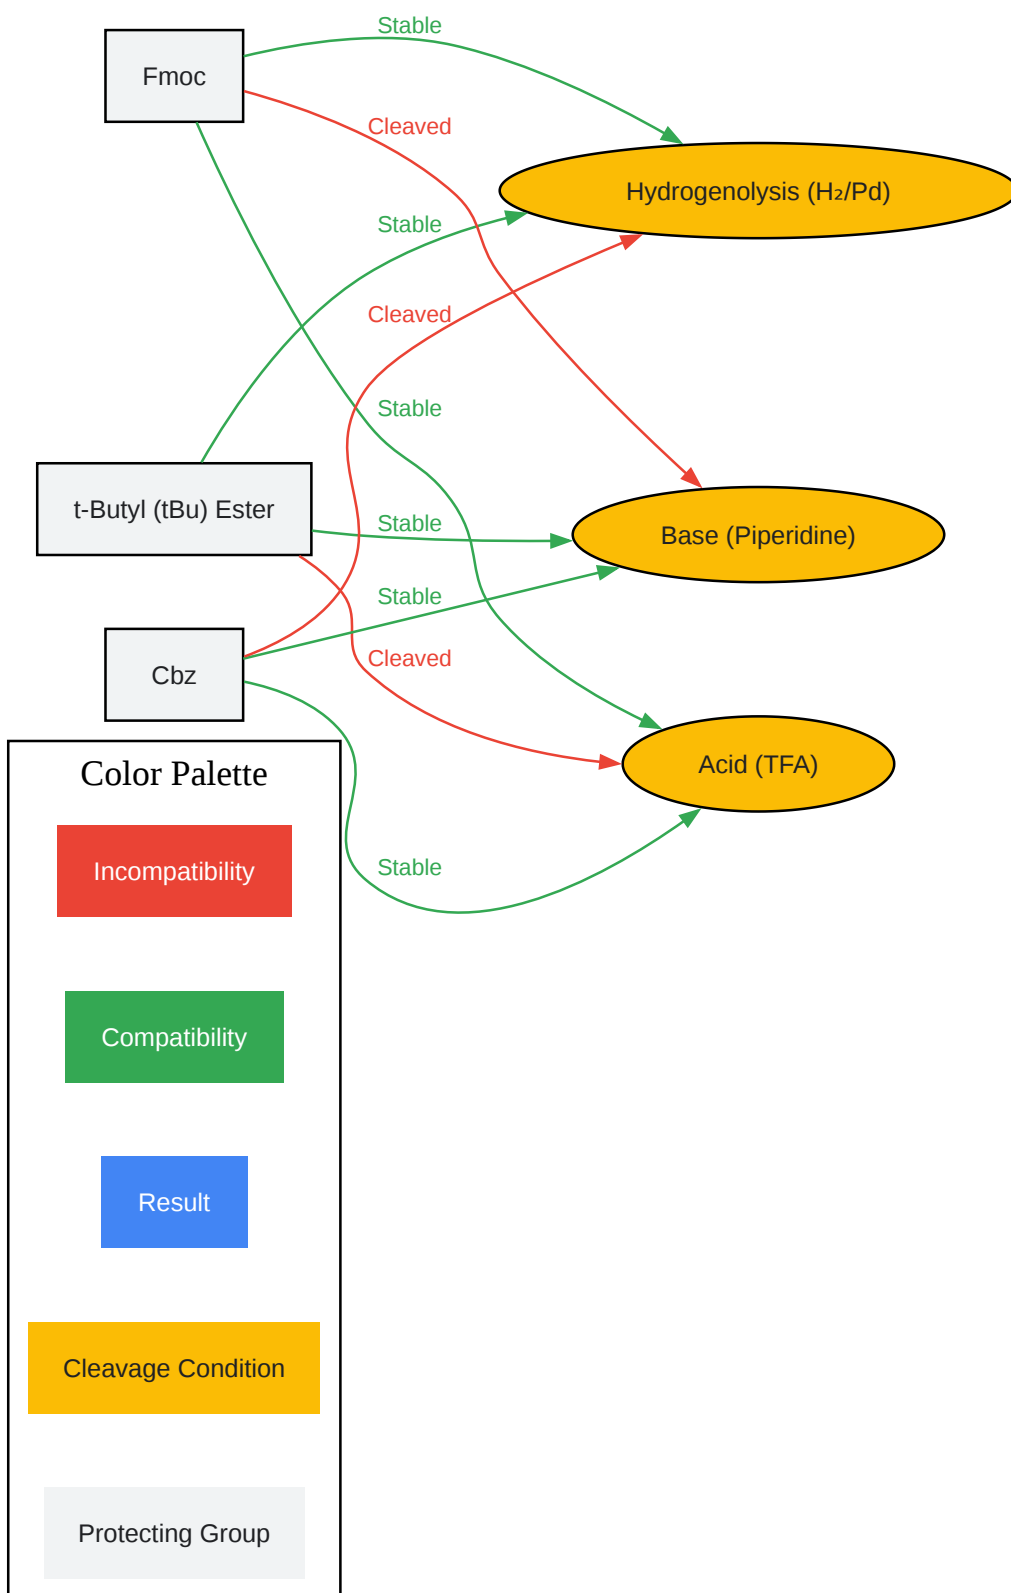 Stable
Fmoc
Cleaved
Hydrogenolysis (H₂/Pd)
Stable
Cleaved
Stable
t-Butyl (tBu) Ester
Stable
Base (Piperidine)
Stable
Cleaved
Cbz
Acid (TFA)
Stable
Color Palette
Incompatibility
Compatibility
Result
Cleavage Condition
Protecting Group